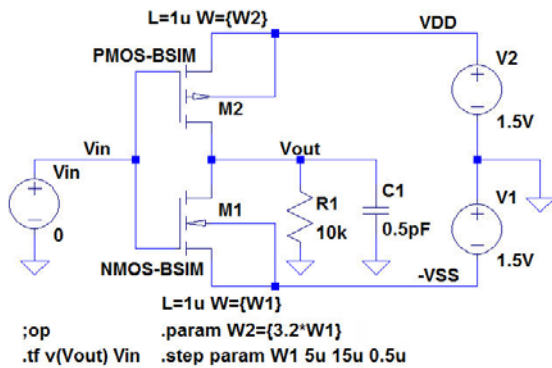 L=1u W={W2}
VDD
PMOS-BSIM
V2
M2
1.5V
Vin
Vout
Vin
C1
V1
R1
M1
0
10k
0.5pF
1.5V
NMOS-BSIM
-VSS
L=1u W={W1}
;op
.param W2={3.2*W1}
.tf v(Vout) Vin
.step param W1 5u 15u 0.5u